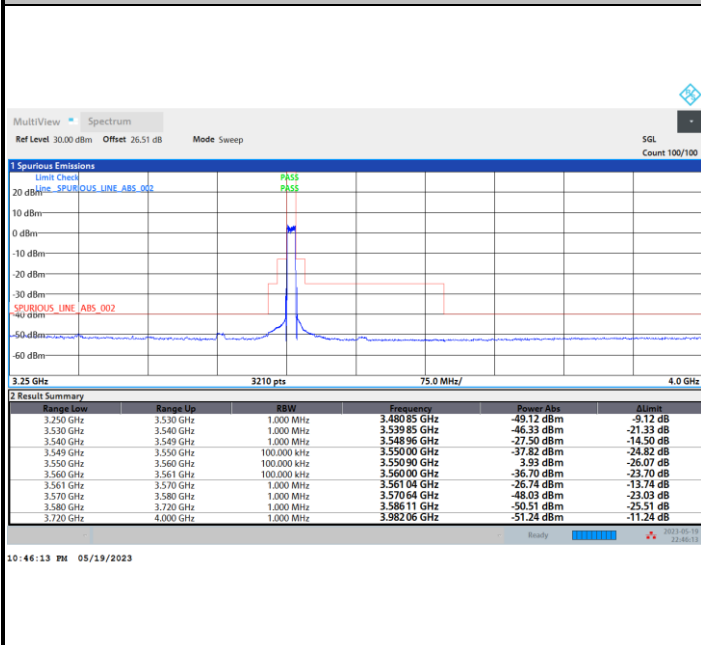 MultiView Spectrum
Ref Level 30.00 dBm Offset 26.51 dB Mode Sweep SGL
Count 100/100
1 Spurious Emissions
Limit Check PASS
Line _SPURIOUS_LINE_ABS_002 PASS
20 dBm
10 dBm
0 dBm
-10 dBm
-20 dBm
-30 dBm
SPURIOUS_LINE_ABS_002
-40 dBm
-50 dBm
-60 dBm
3.25 GHz 3210 pts 75.0 MHz/ 4.0 GHz
2 Result Summary
Range Low Range Up RBW Frequency Power Abs ΔLimit
3.250 GHz 3.530 GHz 1.000 MHz 3.480 85 GHz -49.12 dBm -9.12 dB
3.530 GHz 3.540 GHz 1.000 MHz 3.539 85 GHz -46.33 dBm -21.33 dB
3.540 GHz 3.549 GHz 1.000 MHz 3.548 96 GHz -27.50 dBm -14.50 dB
3.549 GHz 3.550 GHz 100.000 kHz 3.550 00 GHz -37.82 dBm -24.82 dB
3.550 GHz 3.560 GHz 100.000 kHz 3.550 90 GHz 3.93 dBm -26.07 dB
3.560 GHz 3.561 GHz 100.000 kHz 3.560 00 GHz -36.70 dBm -23.70 dB
3.561 GHz 3.570 GHz 1.000 MHz 3.561 04 GHz -26.74 dBm -13.74 dB
3.570 GHz 3.580 GHz 1.000 MHz 3.570 64 GHz -48.03 dBm -23.03 dB
3.580 GHz 3.720 GHz 1.000 MHz 3.586 11 GHz -50.51 dBm -25.51 dB
3.720 GHz 4.000 GHz 1.000 MHz 3.982 06 GHz -51.24 dBm -11.24 dB
Ready 2023-05-19
22:46:13
10:46:13 PM 05/19/2023